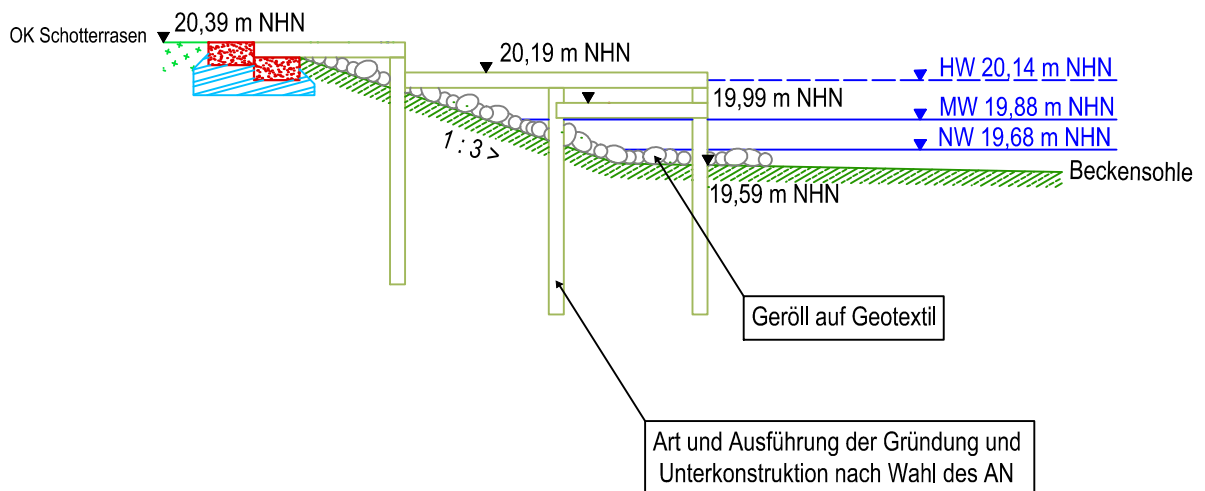 OK Schotterrasen
20,39 m NHN
20,19 m NHN
HW 20,14 m NHN
19,99 m NHN
MW 19,88 m NHN
NW 19,68 m NHN
1 : 3 >
Beckensohle
19,59 m NHN
Geröll auf Geotextil
Art und Ausführung der Gründung und
Unterkonstruktion nach Wahl des AN